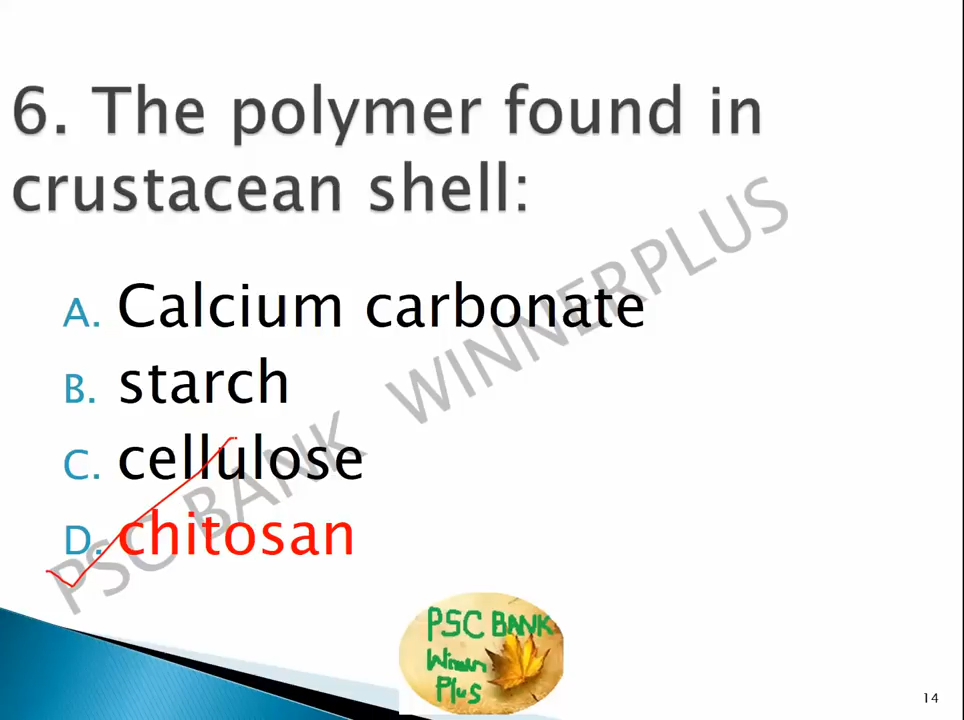 6. The polymer found in
crustacean shell:
A. Calcium carbonate
B. starch
C. cellulose
D. chitosan
PSC BANK WINNERPLUS
PSC BANK
Winner
Plus
14